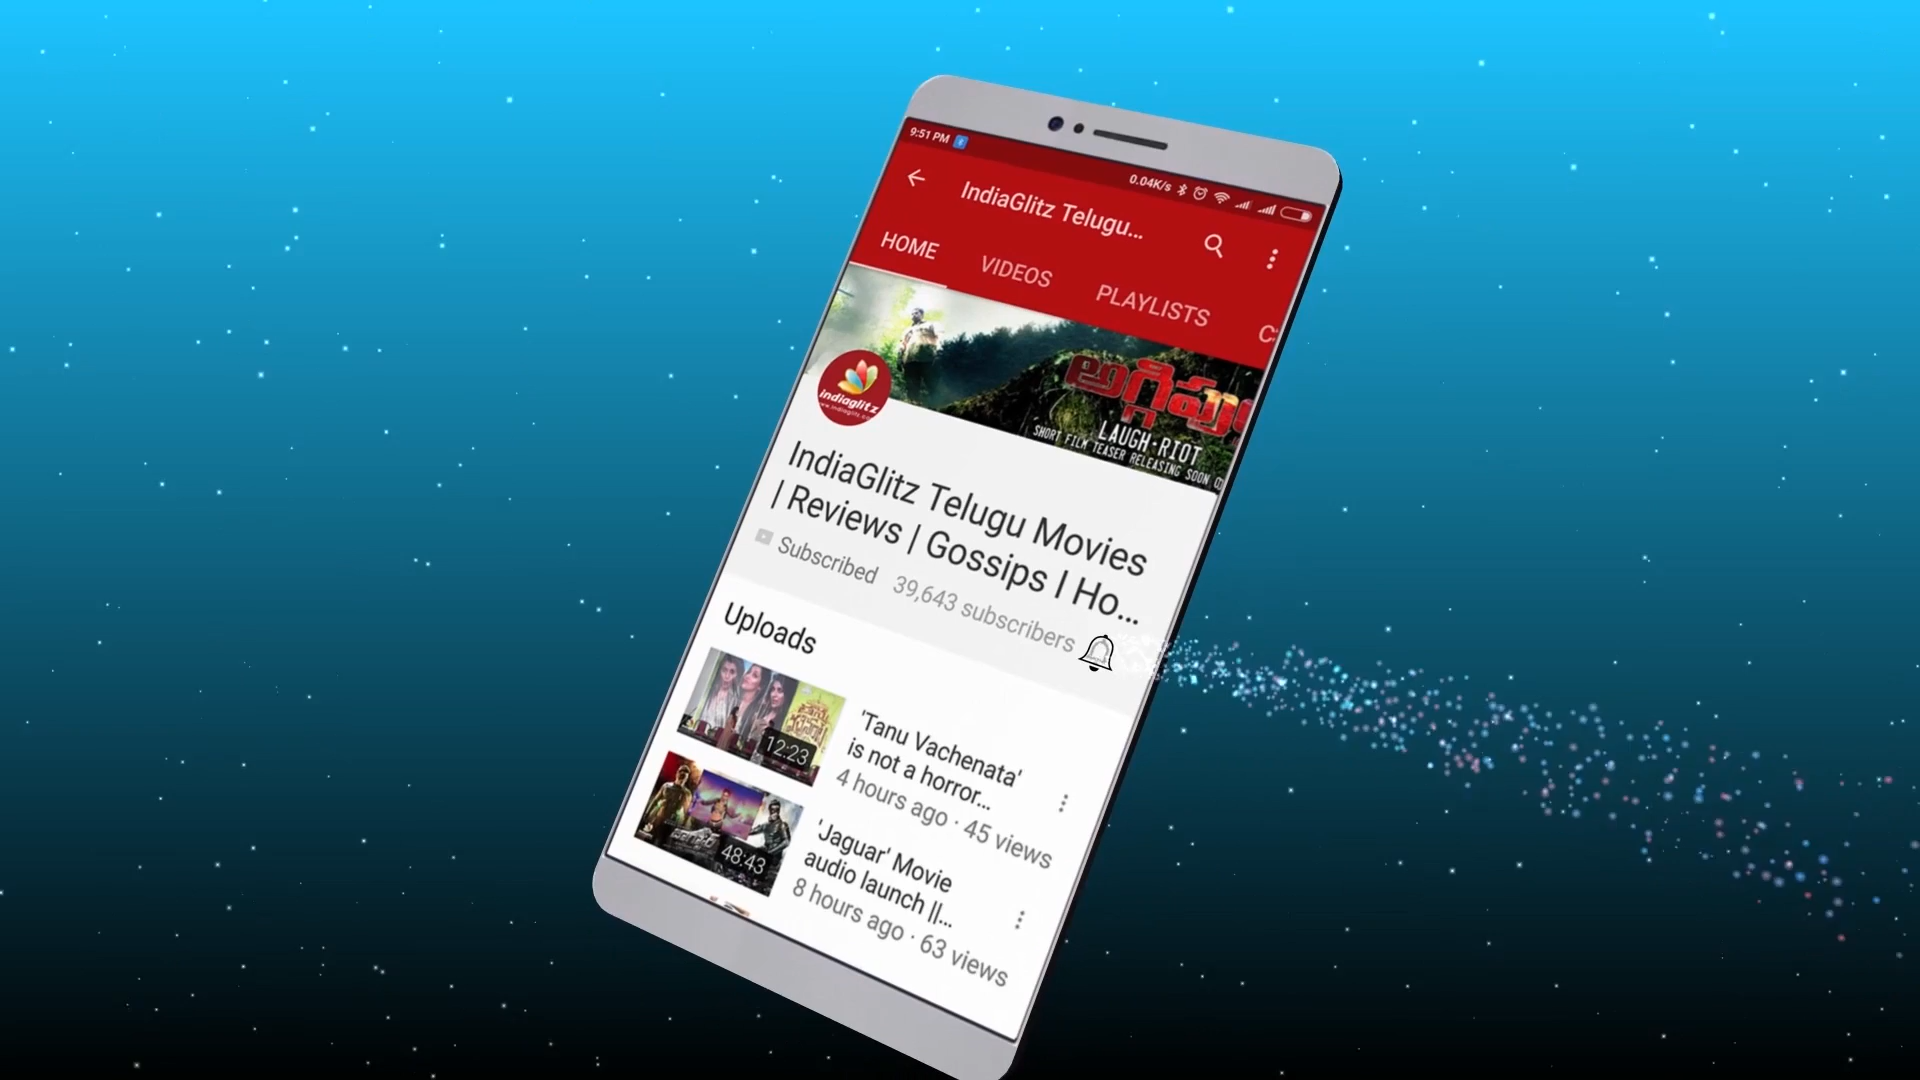 9:51 PM
0.04K/s
IndiaGlitz Telugu...
HOME
VIDEOS
PLAYLISTS
indiaglitz
LAUGH-RIOT
SHORT FILM TEASER RELEASING SOON
IndiaGlitz Telugu Movies
| Reviews | Gossips I Ho...
Subscribed
39,643 subscribers
Uploads
12:23
'Tanu Vachenata'
is not a horror...
4 hours ago · 45 views
48:43
'Jaguar' Movie
audio launch ||...
8 hours ago · 63 views